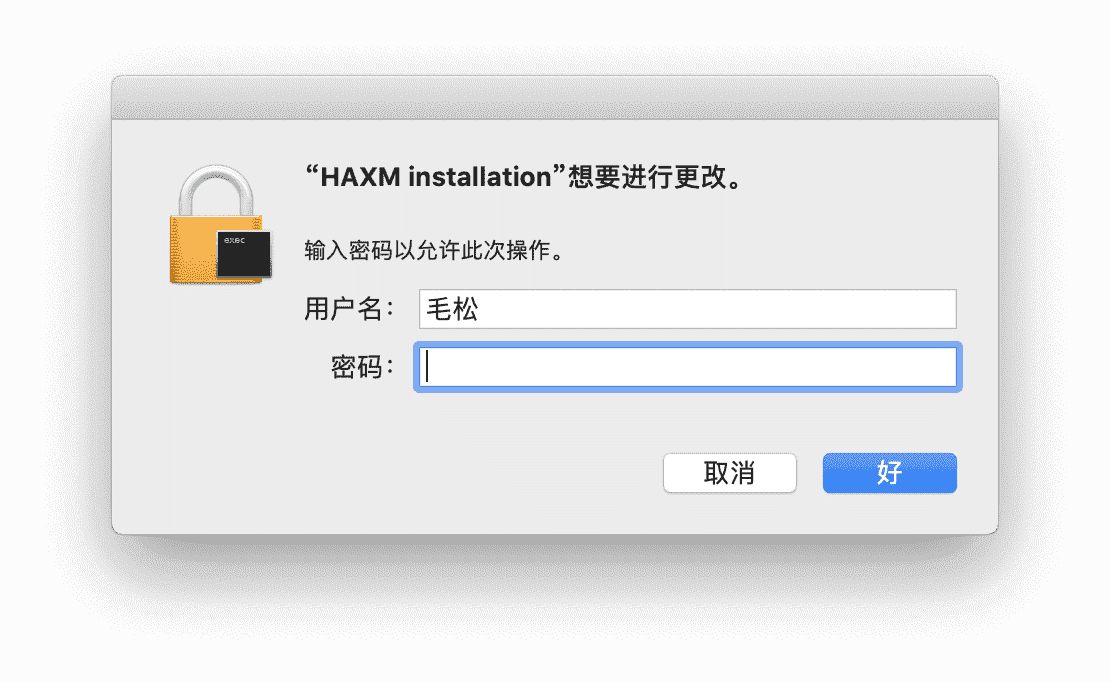 “HAXM installation”想要进行更改。
exec
输入密码以允许此次操作。
用户名： 毛松
密码：
取消 好